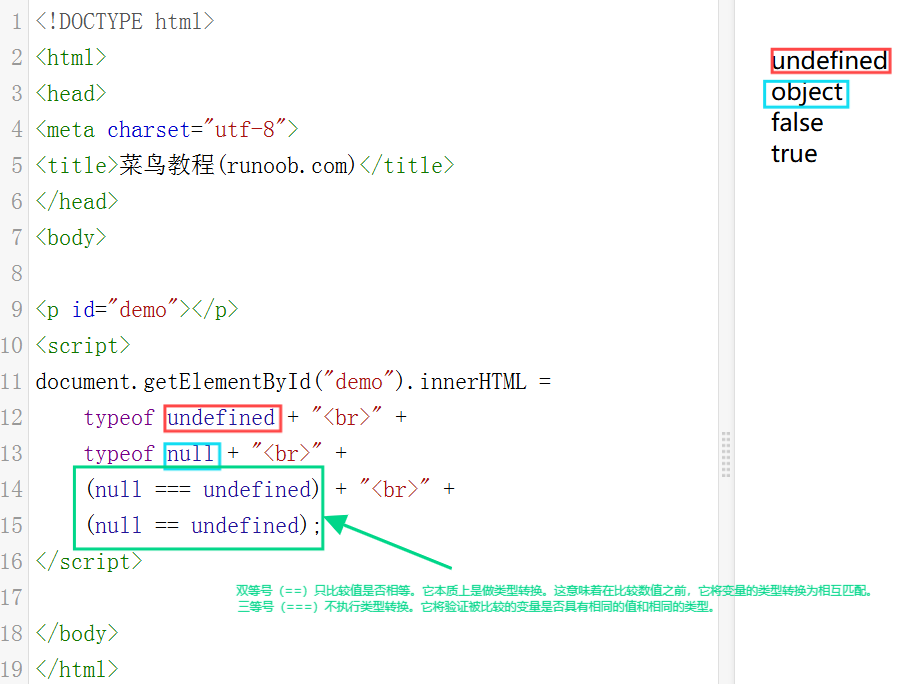 1 <!DOCTYPE html>
2 <html>
3 <head>
4 <meta charset="utf-8">
5 <title>菜鸟教程(runoob.com)</title>
6 </head>
7 <body>
8
9 <p id="demo"></p>
10 <script>
11 document.getElementById("demo").innerHTML =
12     typeof undefined + "<br>" +
13     typeof null + "<br>" +
14     (null === undefined) + "<br>" +
15     (null == undefined);
16 </script>
17
18 </body>
19 </html>
双等号（==）只比较值是否相等。它本质上是做类型转换。这意味着在比较数值之前，它将变量的类型转换为相互匹配。
三等号（===）不执行类型转换。它将验证被比较的变量是否具有相同的值和相同的类型。
undefined
object
false
true